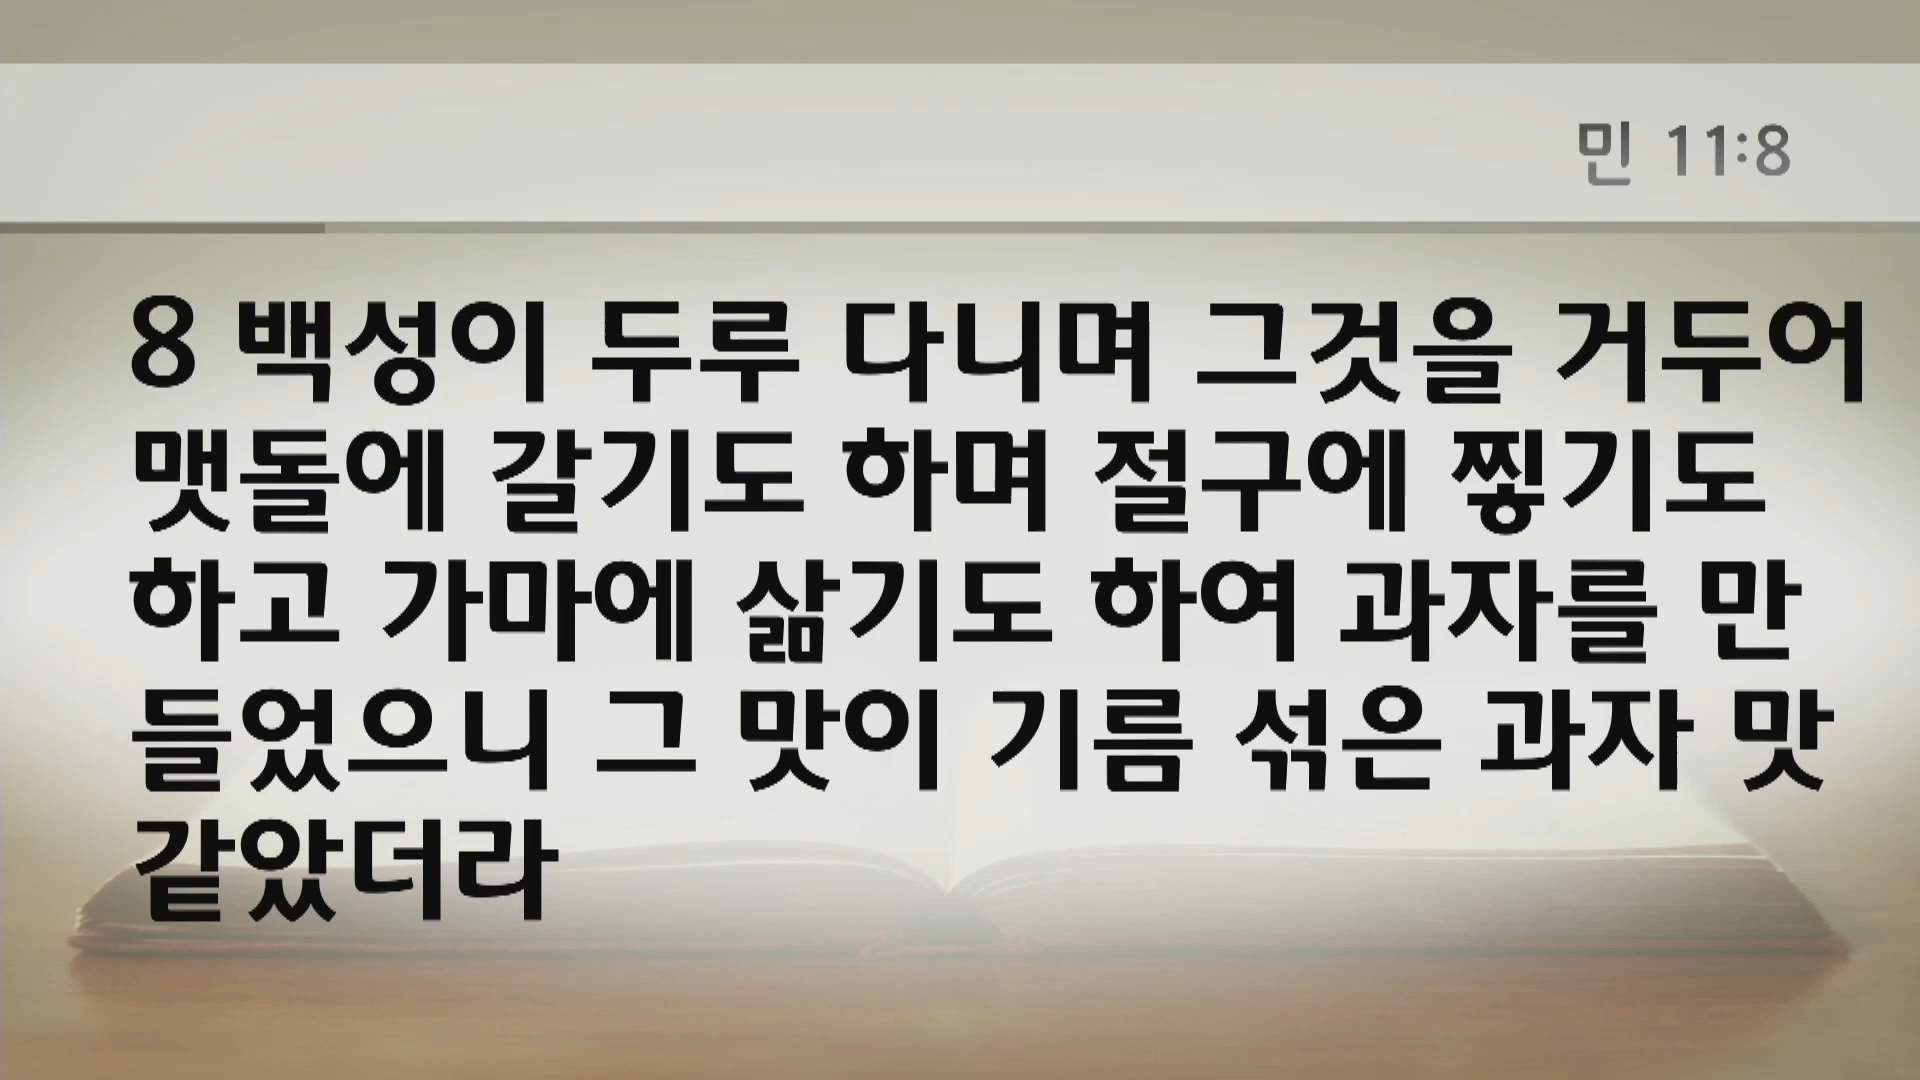 민 11:8
8 백성이 두루 다니며 그것을 거두어
맷돌에 갈기도 하며 절구에 찧기도
하고 가마에 삶기도 하여 과자를 만
들었으니 그 맛이 기름 섞은 과자 맛
같았더라